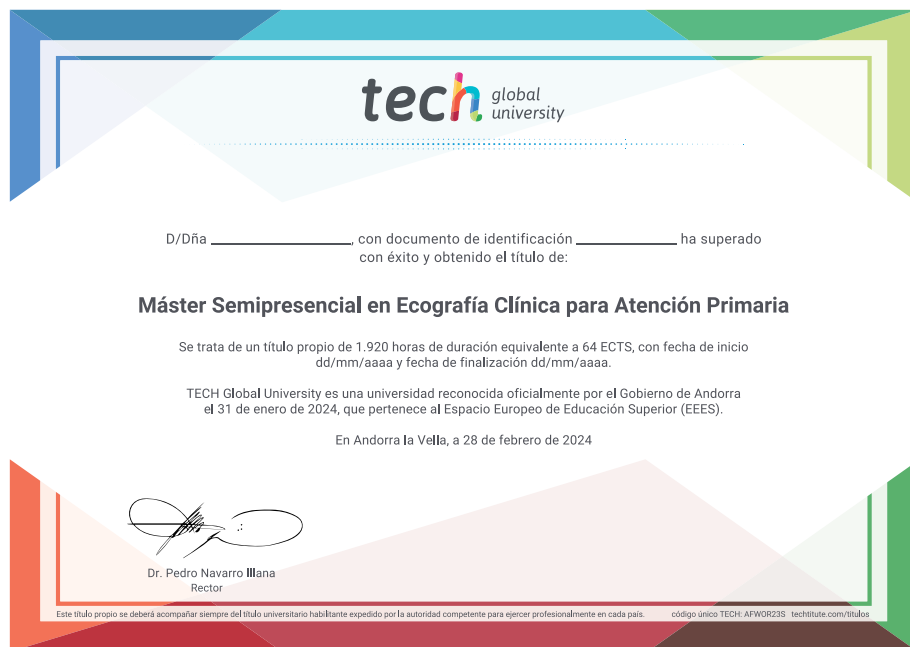 tech global university
D/Dña ________________, con documento de identificación ____________ ha superado
con éxito y obtenido el título de:
Máster Semipresencial en Ecografía Clínica para Atención Primaria
Se trata de un título propio de 1.920 horas de duración equivalente a 64 ECTS, con fecha de inicio
dd/mm/aaaa y fecha de finalización dd/mm/aaaa.
TECH Global University es una universidad reconocida oficialmente por el Gobierno de Andorra
el 31 de enero de 2024, que pertenece al Espacio Europeo de Educación Superior (EEES).
En Andorra la Vella, a 28 de febrero de 2024
Dr. Pedro Navarro Illana
Rector
Este título propio se deberá acompañar siempre del título universitario habilitante expedido por la autoridad competente para ejercer profesionalmente en cada país. código único TECH: AFWOR23S techtitute.com/titulos